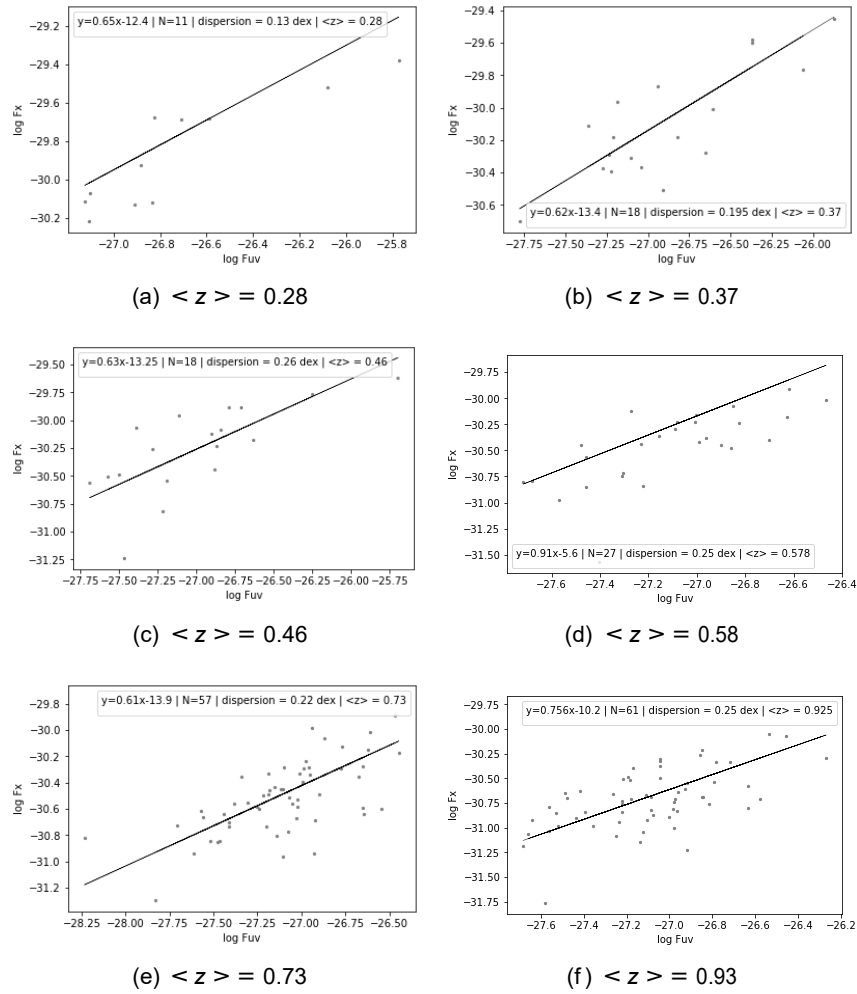 y=0.65x-12.4 | N=11 | dispersion = 0.13 dex | <z> = 0.28
log Fx
−29.2
−29.4
−29.6
−29.8
−30.0
−30.2
−27.0 −26.8 −26.6 −26.4 −26.2 −26.0 −25.8
log Fuv
(a) < z > = 0.28
log Fx
−29.4
−29.6
−29.8
−30.0
−30.2
−30.4
−30.6
y=0.62x-13.4 | N=18 | dispersion = 0.195 dex | <z> = 0.37
−27.75 −27.50 −27.25 −27.00 −26.75 −26.50 −26.25 −26.00
log Fuv
(b) < z > = 0.37
y=0.63x-13.25 | N=18 | dispersion = 0.26 dex | <z> = 0.46
log Fx
−29.50
−29.75
−30.00
−30.25
−30.50
−30.75
−31.00
−31.25
−27.75 −27.50 −27.25 −27.00 −26.75 −26.50 −26.25 −26.00 −25.75
log Fuv
(c) < z > = 0.46
log Fx
−29.75
−30.00
−30.25
−30.50
−30.75
−31.00
−31.25
−31.50
y=0.91x-5.6 | N=27 | dispersion = 0.25 dex | <z> = 0.578
−27.6 −27.4 −27.2 −27.0 −26.8 −26.6 −26.4
log Fuv
(d) < z > = 0.58
y=0.61x-13.9 | N=57 | dispersion = 0.22 dex | <z> = 0.73
log Fx
−29.8
−30.0
−30.2
−30.4
−30.6
−30.8
−31.0
−31.2
−28.25 −28.00 −27.75 −27.50 −27.25 −27.00 −26.75 −26.50
log Fuv
(e) < z > = 0.73
y=0.756x-10.2 | N=61 | dispersion = 0.25 dex | <z> = 0.925
log Fx
−29.75
−30.00
−30.25
−30.50
−30.75
−31.00
−31.25
−31.50
−31.75
−27.6 −27.4 −27.2 −27.0 −26.8 −26.6 −26.4 −26.2
log Fuv
(f) < z > = 0.93